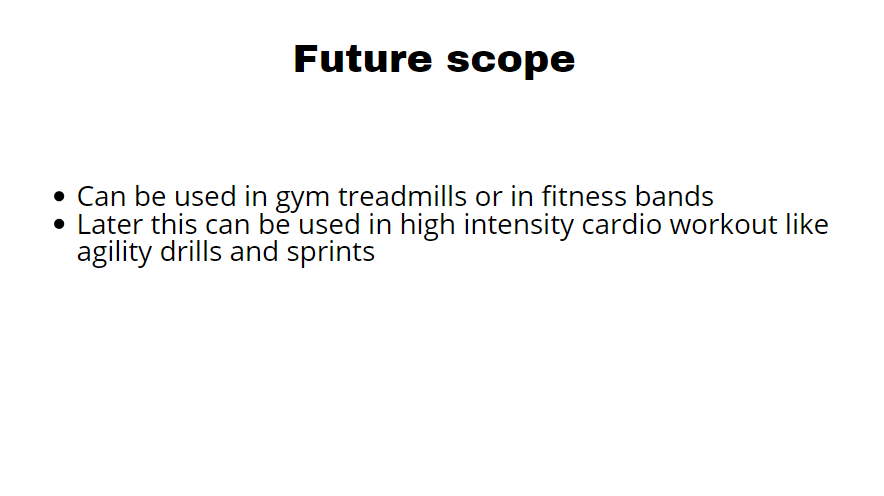 Future scope
• Can be used in gym treadmills or in fitness bands
• Later this can be used in high intensity cardio workout like
agility drills and sprints